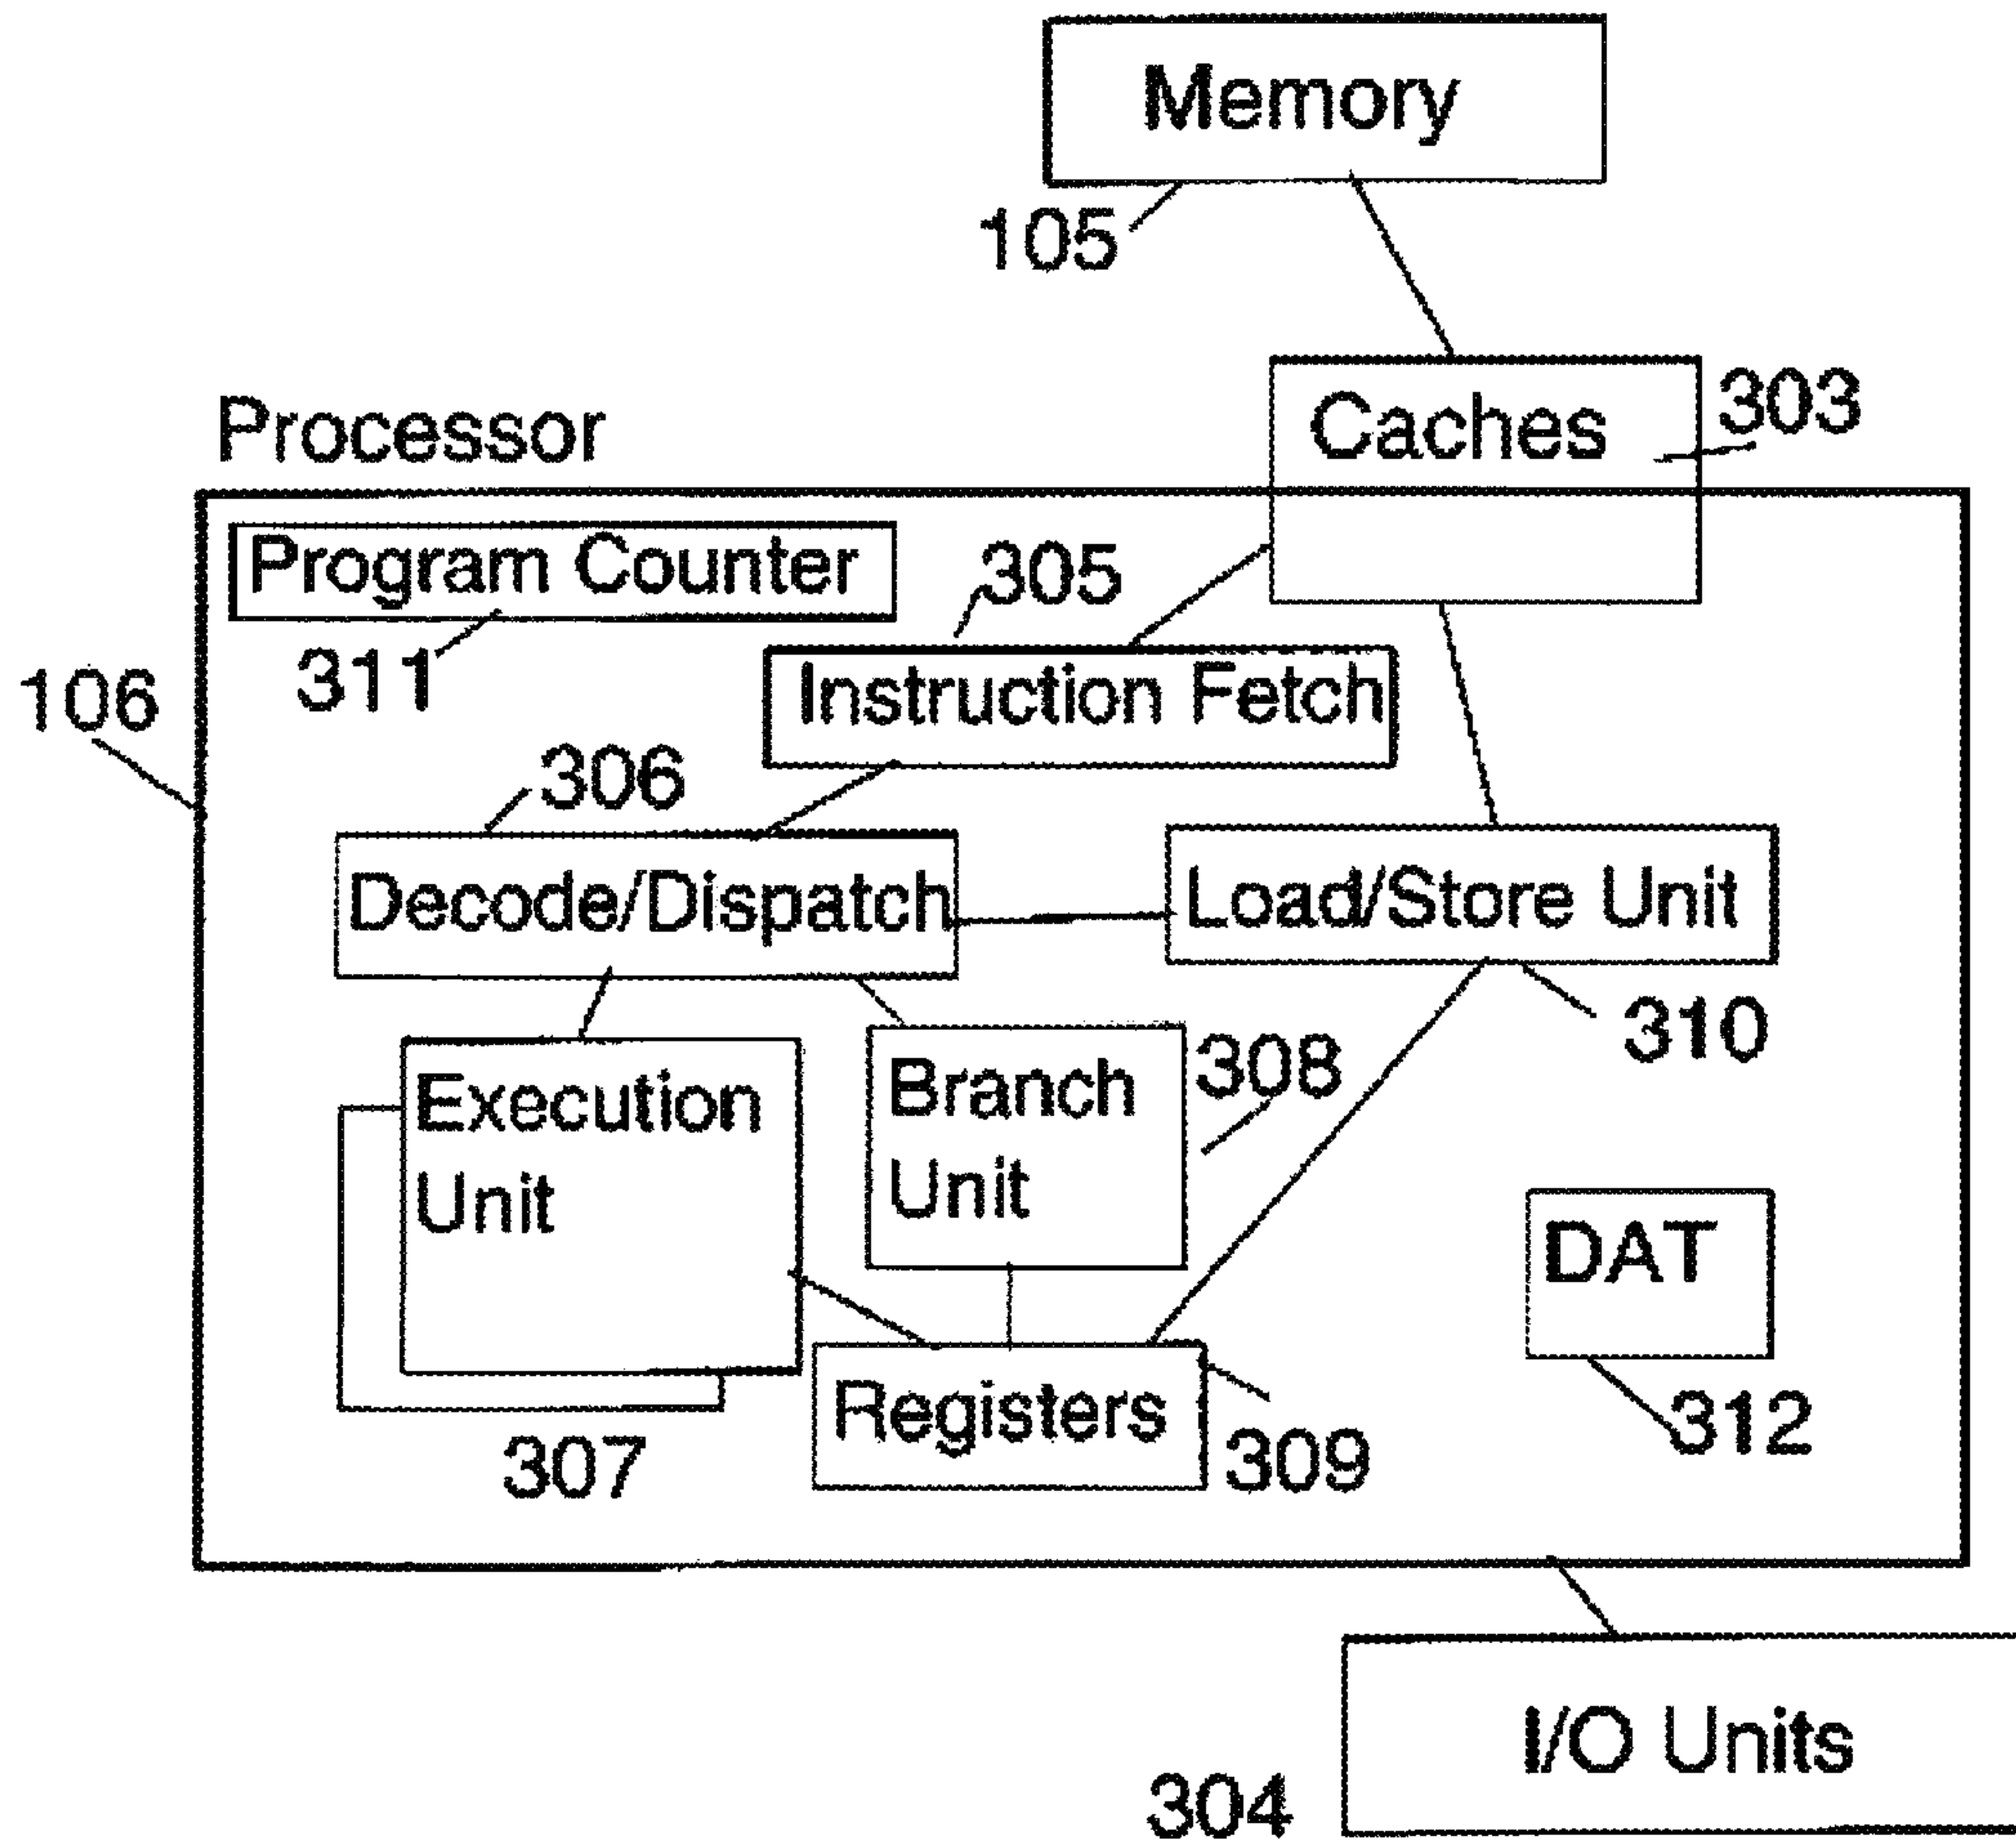 Memory
105
Caches
303
Processor
Program Counter
305
311
Instruction Fetch
106
306
Decode/Dispatch
Load/Store Unit
310
Execution
Unit
Branch
Unit
308
DAT
Registers
312
307
309
I/O Units
304